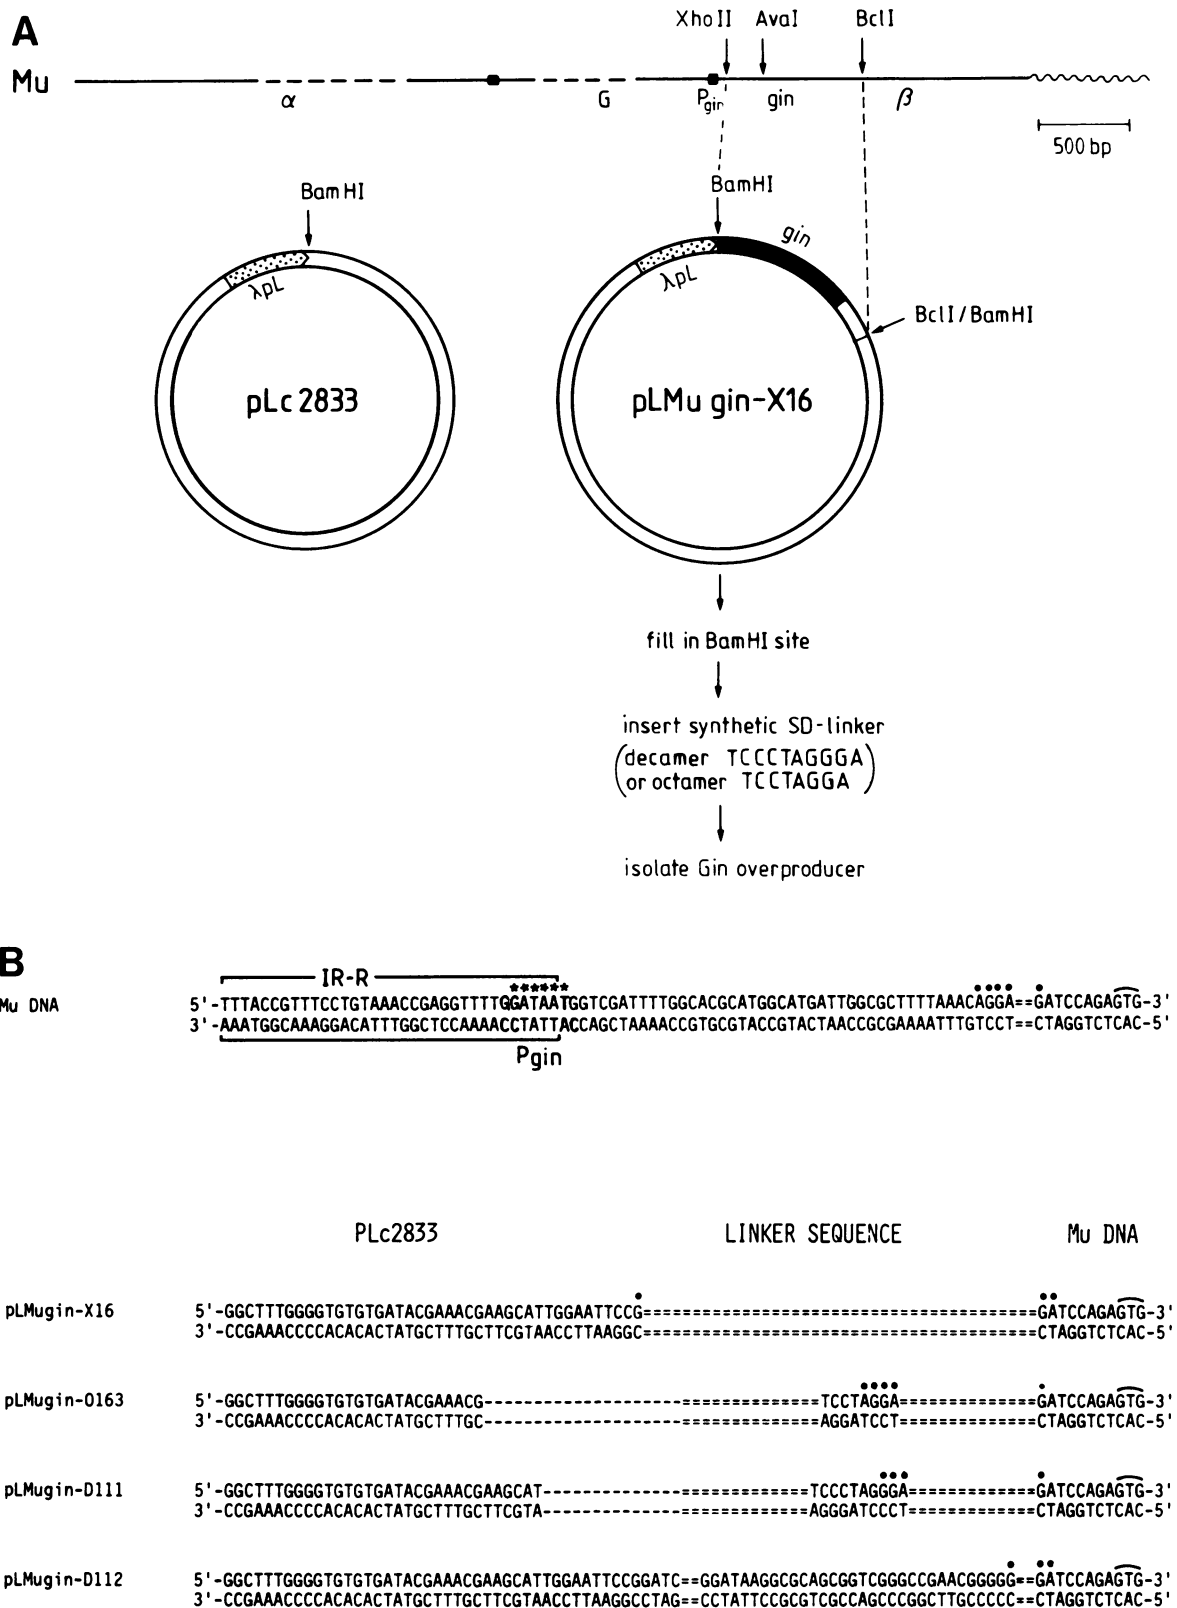 A
XhoII AvaI BclI
Mu
α G Pgin gin β
500 bp
BamHI
BamHI
λpL
λpL
gin
BclI/BamHI
pLc 2833
pLMu gin-X16
fill in BamHI site
insert synthetic SD-linker
(decamer TCCCTAGGGA
or octamer TCCTAGGA)
isolate Gin overproducer
B
IR-R
******
Mu DNA 5'-TTTACCGTTTCCTGTAAACCGAGGTTTTGGATAATGGTCGATTTTGGCACGCATGGCATGATTGGCGCTTTTAAACAGGA==GATCCAGAGTG-3'
3'-AAATGGCAAAGGACATTTGGCTCCAAAACCTATTACCAGCTAAAACCGTGCGTACCGTACTAACCGCGAAAATTTGTCCT==CTAGGTCTCAC-5'
Pgin
PLc2833 LINKER SEQUENCE Mu DNA
pLMugin-X16 5'-GGCTTTGGGGTGTGTGATACGAAACGAAGCATTGGAATTCCG========================================GATCCAGAGTG-3'
3'-CCGAAACCCCACACACTATGCTTTGCTTCGTAACCTTAAGGC========================================CTAGGTCTCAC-5'
pLMugin-O163 5'-GGCTTTGGGGTGTGTGATACGAAACG--------------------==============TCCTAGGA==============GATCCAGAGTG-3'
3'-CCGAAACCCCACACACTATGCTTTGC--------------------==============AGGATCCT==============CTAGGTCTCAC-5'
pLMugin-D111 5'-GGCTTTGGGGTGTGTGATACGAAACGAAGCAT--------------=============TCCCTAGGGA=============GATCCAGAGTG-3'
3'-CCGAAACCCCACACACTATGCTTTGCTTCGTA--------------=============AGGGATCCCT=============CTAGGTCTCAC-5'
pLMugin-D112 5'-GGCTTTGGGGTGTGTGATACGAAACGAAGCATTGGAATTCCGGATC==GGATAAGGCGCAGCGGTCGGGCCGAACGGGGG==GATCCAGAGTG-3'
3'-CCGAAACCCCACACACTATGCTTTGCTTCGTAACCTTAAGGCCTAG==CCTATTCCGCGTCGCCAGCCCGGCTTGCCCCC==CTAGGTCTCAC-5'